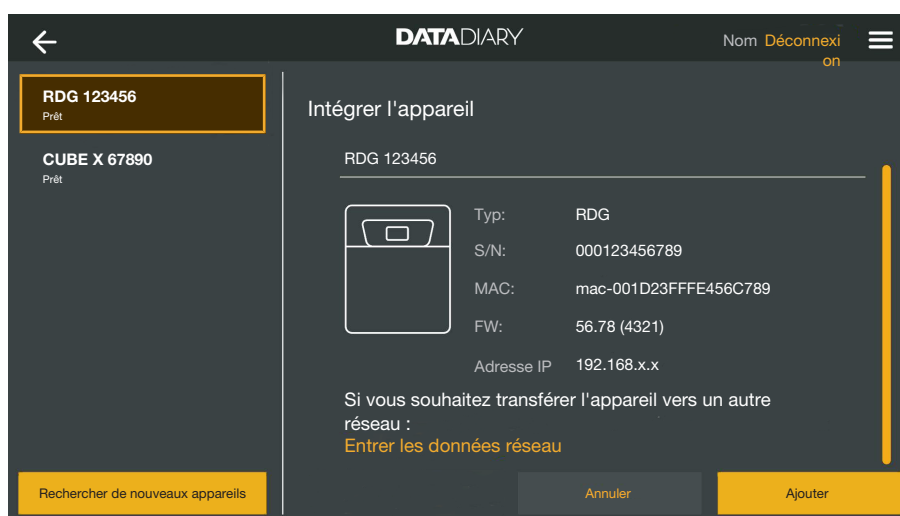 DATADIARY
Nom Déconnexi
on
RDG 123456
Prêt
CUBE X 67890
Prêt
Rechercher de nouveaux appareils
Intégrer l'appareil
RDG 123456
Typ: RDG
S/N: 000123456789
MAC: mac-001D23FFFE456C789
FW: 56.78 (4321)
Adresse IP 192.168.x.x
Si vous souhaitez transférer l'appareil vers un autre
réseau :
Entrer les données réseau
Annuler
Ajouter